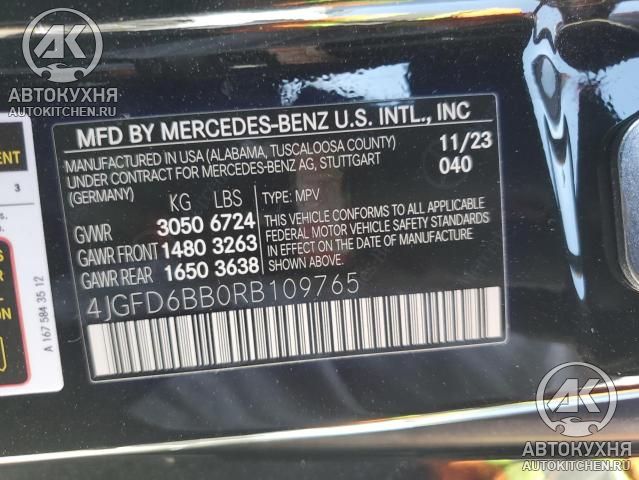 АК
АВТОКУХНЯ
AUTOKITCHEN.RU
MFD BY MERCEDES-BENZ U.S. INTL., INC
MANUFACTURED IN USA (ALABAMA, TUSCALOOSA COUNTY)
UNDER CONTRACT FOR MERCEDES-BENZ AG, STUTTGART
(GERMANY)
11/23
040
KG LBS
GVWR 3050 6724
GAWR FRONT 1480 3263
GAWR REAR 1650 3638
TYPE: MPV
THIS VEHICLE CONFORMS TO ALL APPLICABLE
FEDERAL MOTOR VEHICLE SAFETY STANDARDS
IN EFFECT ON THE DATE OF MANUFACTURE
SHOWN ABOVE.
4JGFD6BB0RB109765
3
A 167 584 35 12
АК
АВТОКУХНЯ
AUTOKITCHEN.RU